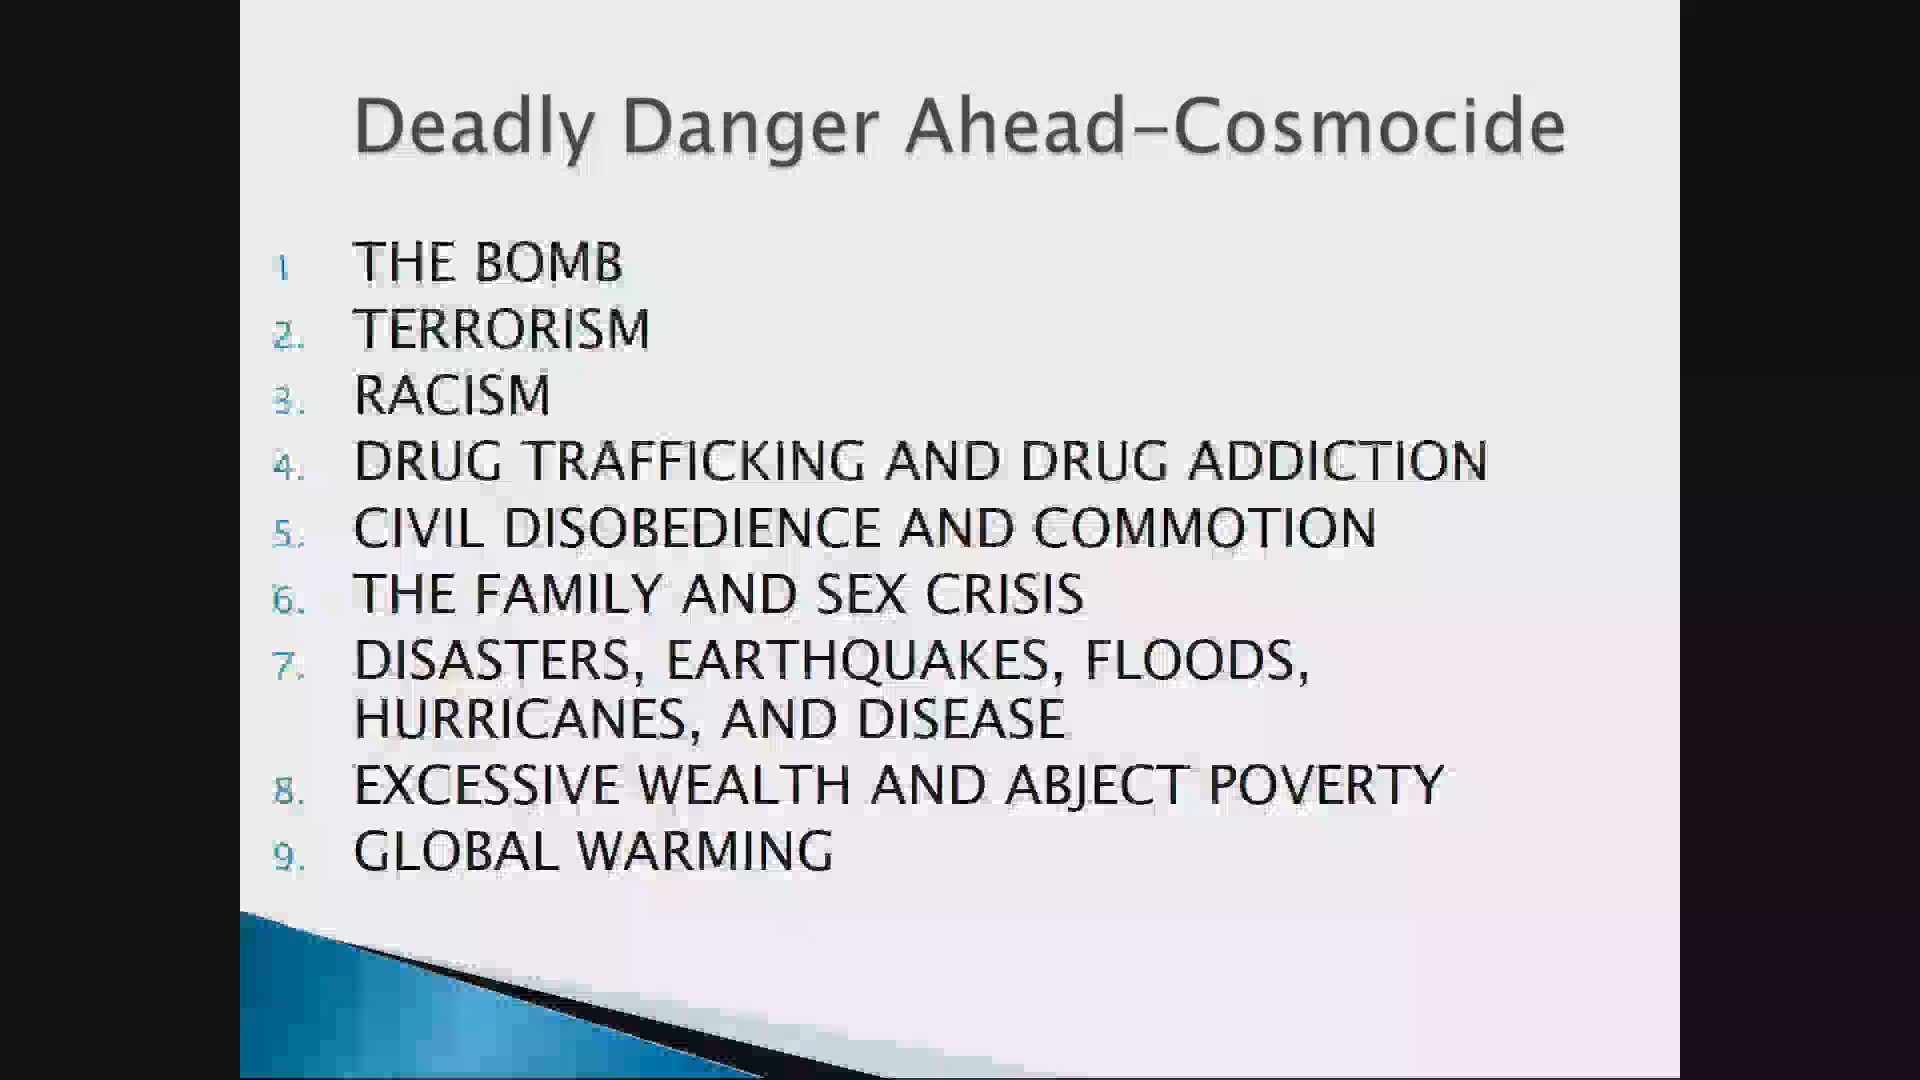 Deadly Danger Ahead-Cosmocide
1 THE BOMB
2. TERRORISM
3. RACISM
4. DRUG TRAFFICKING AND DRUG ADDICTION
5. CIVIL DISOBEDIENCE AND COMMOTION
6. THE FAMILY AND SEX CRISIS
7. DISASTERS, EARTHQUAKES, FLOODS,
HURRICANES, AND DISEASE
8. EXCESSIVE WEALTH AND ABJECT POVERTY
9. GLOBAL WARMING